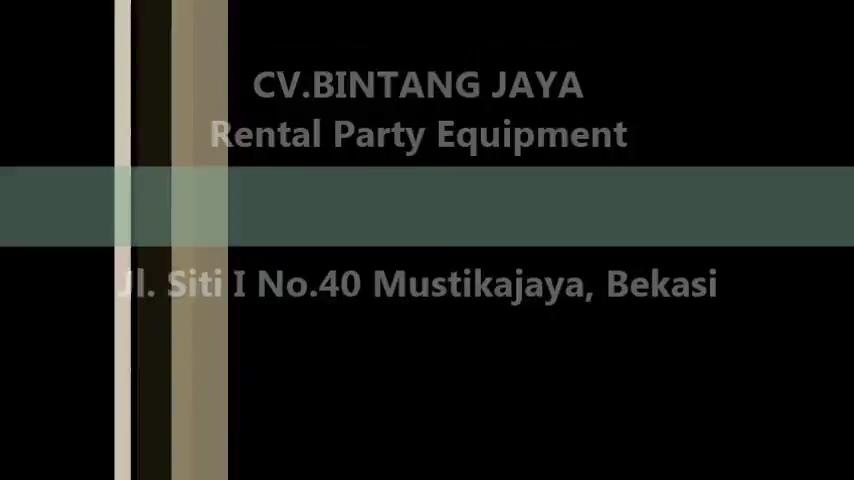 CV.BINTANG JAYA
Rental Party Equipment
Jl. Siti I No.40 Mustikajaya, Bekasi